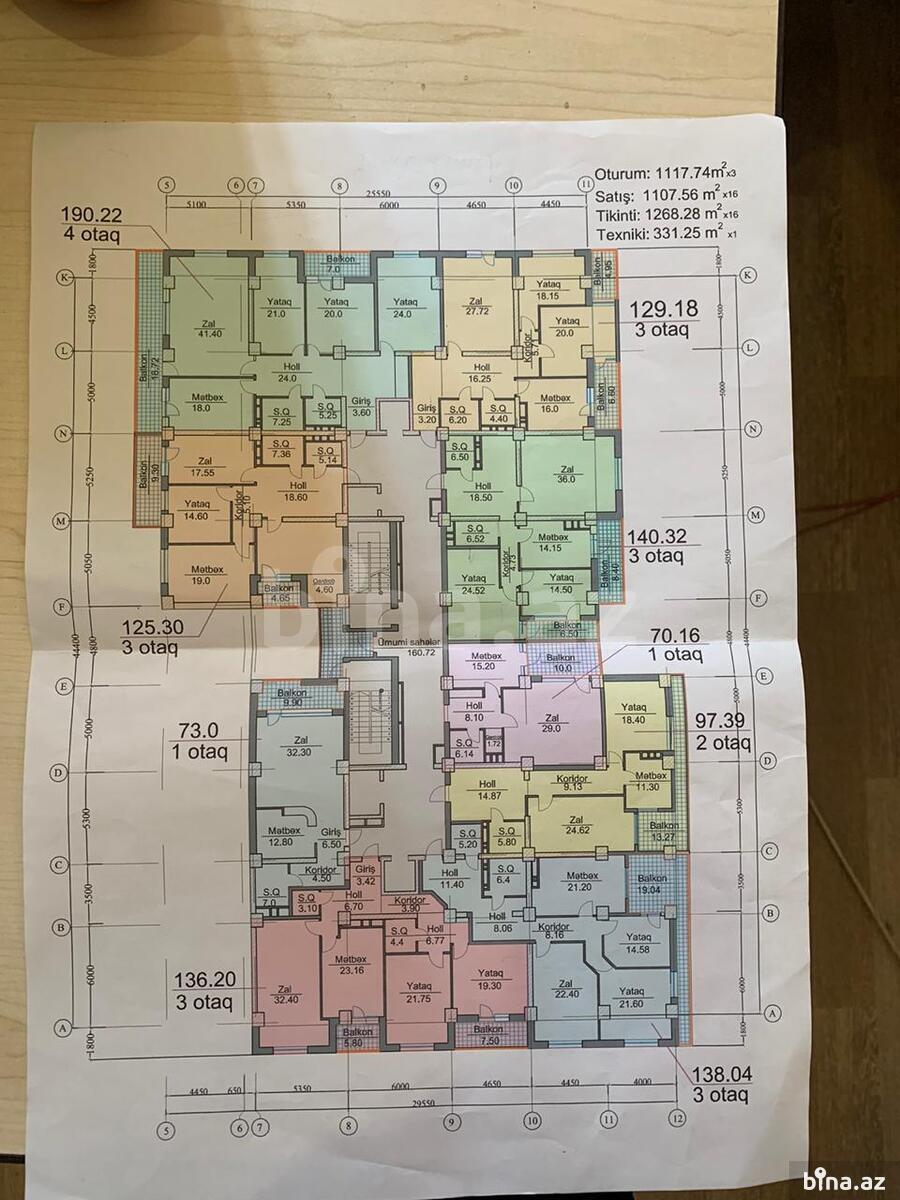 Oturum: 1117.74m² x3
Satış: 1107.56 m² x16
Tikinti: 1268.28 m² x16
Texniki: 331.25 m² x1
5 6 7 8 9 10 11
25550
5100 5350 6000 4650 4450
190.22
4 otaq
129.18
3 otaq
140.32
3 otaq
125.30
3 otaq
70.16
1 otaq
73.0
1 otaq
97.39
2 otaq
136.20
3 otaq
138.04
3 otaq
K
L
N
M
F
E
D
C
B
A
K
L
N
M
F
E
D
C
B
A
1800
4500
5000
5250
5050
44400
5000
5300
3500
6000
1800
Balkon
18.72
Zal
41.40
Yataq
21.0
Balkon
7.0
Yataq
20.0
Yataq
24.0
Holl
24.0
Mətbəx
18.0
S.Q
7.25
S.Q
5.25
Giriş
3.60
Zal
27.72
Yataq
18.15
Balkon
4.95
Yataq
20.0
Koridor
Holl
16.25
Giriş
3.20
S.Q
6.20
S.Q
4.40
Mətbəx
16.0
Balkon
6.60
Balkon
9.30
Zal
17.55
S.Q
7.36
S.Q
5.14
Yataq
14.60
Koridor
5.10
Holl
18.60
Mətbəx
19.0
Balkon
4.65
4.60
S.Q
6.50
Holl
18.50
Zal
36.0
S.Q
6.52
Koridor
4.73
Mətbəx
14.15
Yataq
24.52
Yataq
14.50
Balkon
Balkon
6.50
Ümumi sahələr
160.72
Mətbəx
15.20
Balkon
10.0
Holl
8.10
Zal
29.0
S.Q
6.14
1.72
Balkon
9.90
Zal
32.30
Mətbəx
12.80
Giriş
6.50
Koridor
4.50
S.Q
7.0
Yataq
18.40
Holl
14.87
Koridor
9.13
Mətbəx
11.30
Zal
24.62
S.Q
5.80
Balkon
13.27
S.Q
5.20
Holl
11.40
S.Q
6.4
Mətbəx
21.20
Balkon
19.04
Holl
8.06
Koridor
8.16
Yataq
14.58
Zal
22.40
Yataq
21.60
Giriş
3.42
S.Q
3.10
Holl
6.70
Koridor
3.90
S.Q
4.4
Holl
6.77
Mətbəx
23.16
Zal
32.40
Yataq
21.75
Yataq
19.30
Balkon
5.80
Balkon
7.50
4450 650 5350 6000 4650 4450 4000
29550
5 6 7 8 9 10 11 12
bina.az
bina.az